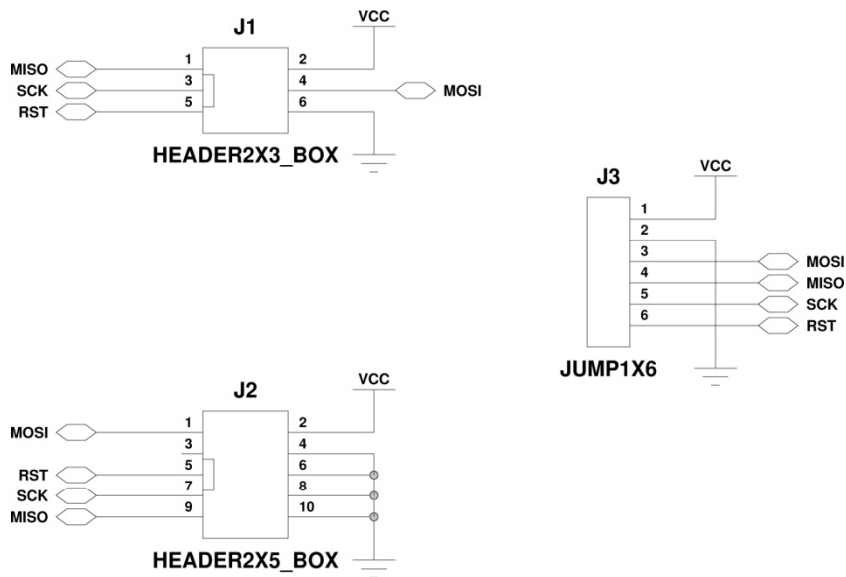 J1
VCC
MISO 1 2
SCK 3 4 MOSI
RST 5 6
HEADER2X3_BOX
J3
VCC
1
2
3 MOSI
4 MISO
5 SCK
6 RST
JUMP1X6
J2
VCC
MOSI 1 2
3 4
RST 5 6
SCK 7 8
MISO 9 10
HEADER2X5_BOX